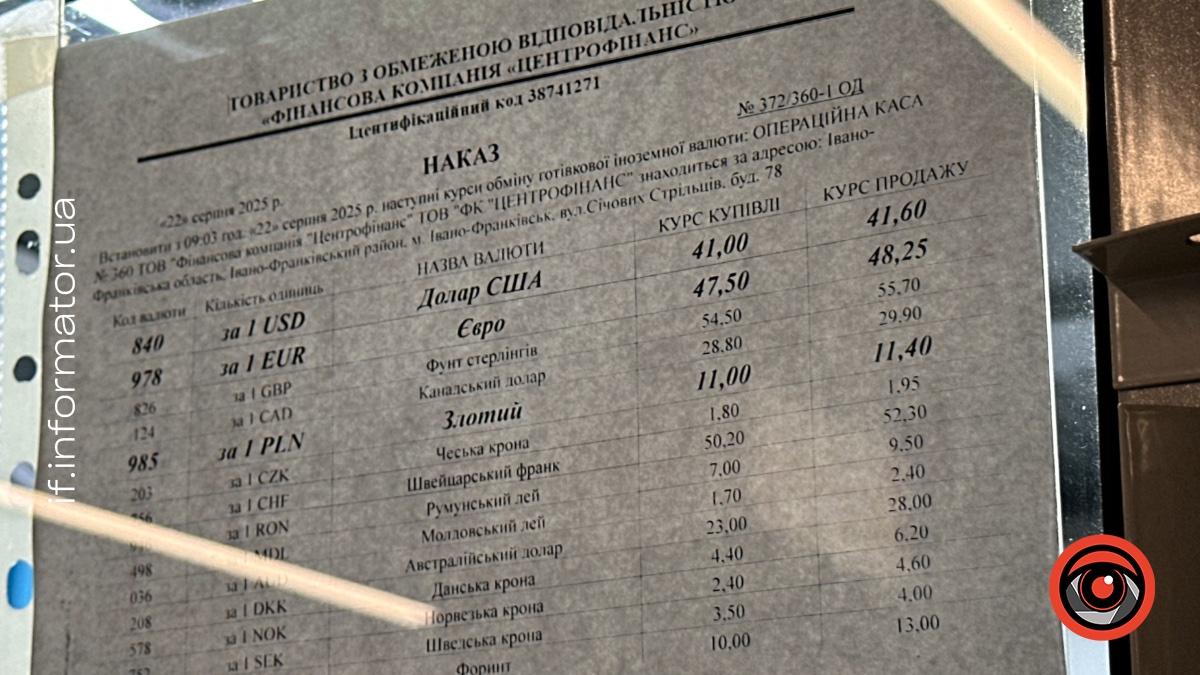 ТОВАРИСТВО З ОБМЕЖЕНОЮ ВІДПОВІДАЛЬНІСТЮ
«ФІНАНСОВА КОМПАНІЯ «ЦЕНТРОФІНАНС»
Ідентифікаційний код 38741271
№ 372/360-1 ОД
НАКАЗ
«22» серпня 2025 р.
Встановити з 09:03 год. «22» серпня 2025 р. наступні курси обміну готівкової іноземної валюти: ОПЕРАЦІЙНА КАСА
№ 360 ТОВ "Фінансова компанія "Центрофінанс" ТОВ "ФК "ЦЕНТРОФІНАНС" знаходиться за адресою: Івано-
Франківська область, Івано-Франківський район, м. Івано-Франківськ, вул.Січових Стрільців, буд. 78
Код валюти Кількість одиниць НАЗВА ВАЛЮТИ КУРС КУПІВЛІ КУРС ПРОДАЖУ
840 за 1 USD Долар США 41,00 41,60
978 за 1 EUR Євро 47,50 48,25
826 за 1 GBP Фунт стерлінгів 54,50 55,70
124 за 1 CAD Канадський долар 28,80 29,90
985 за 1 PLN Злотий 11,00 11,40
203 за 1 CZK Чеська крона 1,80 1,95
756 за 1 CHF Швейцарський франк 50,20 52,30
за 1 RON Румунський лей 7,00 9,50
498 за 1 MDL Молдовський лей 1,70 2,40
036 за 1 AUD Австралійський долар 23,00 28,00
208 за 1 DKK Данська крона 4,40 6,20
578 за 1 NOK Норвезька крона 2,40 4,60
752 за 1 SEK Шведська крона 3,50 4,00
Форинт 10,00 13,00
if.informator.ua